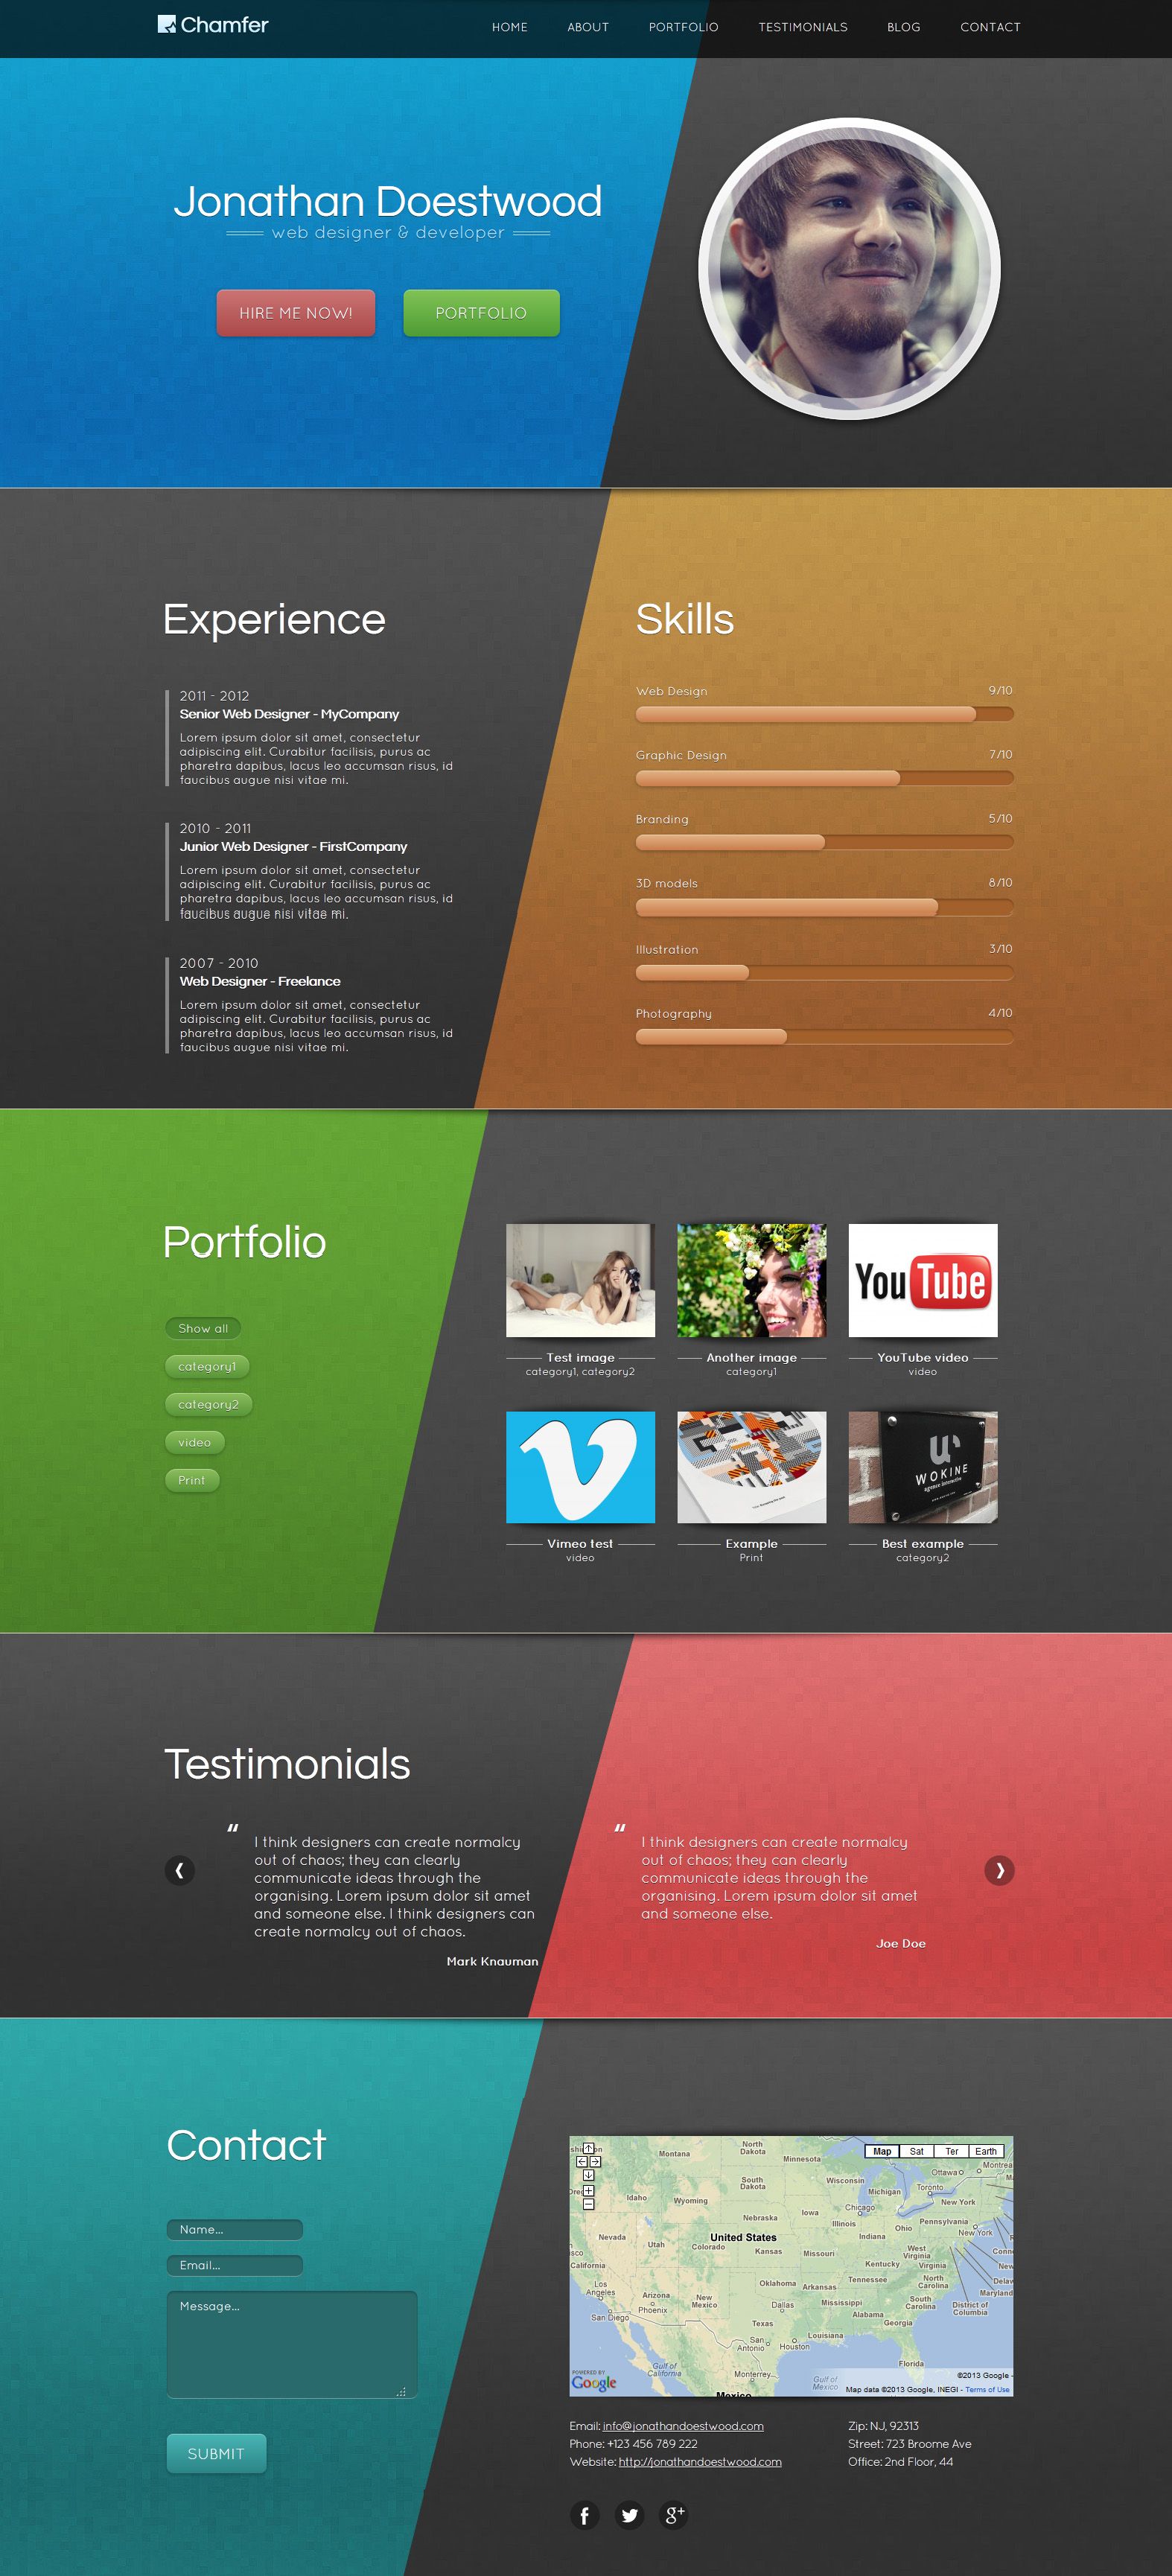 Chamfer
HOME ABOUT PORTFOLIO TESTIMONIALS BLOG CONTACT
Jonathan Doestwood
web designer & developer
HIRE ME NOW! PORTFOLIO
Experience
2011 - 2012
Senior Web Designer - MyCompany
Lorem ipsum dolor sit amet, consectetur
adipiscing elit. Curabitur facilisis, purus ac
pharetra dapibus, lacus leo accumsan risus, id
faucibus augue nisi vitae mi.
2010 - 2011
Junior Web Designer - FirstCompany
Lorem ipsum dolor sit amet, consectetur
adipiscing elit. Curabitur facilisis, purus ac
pharetra dapibus, lacus leo accumsan risus, id
faucibus augue nisi vitae mi.
2007 - 2010
Web Designer - Freelance
Lorem ipsum dolor sit amet, consectetur
adipiscing elit. Curabitur facilisis, purus ac
pharetra dapibus, lacus leo accumsan risus, id
faucibus augue nisi vitae mi.
Skills
Web Design 9/10
Graphic Design 7/10
Branding 5/10
3D models 8/10
Illustration 3/10
Photography 4/10
Portfolio
Show all
category1
category2
video
Print
Test image
category1, category2
Another image
category1
YouTube
YouTube video
video
Vimeo test
video
Example
Print
WOKINE
agence interactive
Best example
category2
Testimonials
“
I think designers can create normalcy
out of chaos; they can clearly
communicate ideas through the
organising. Lorem ipsum dolor sit amet
and someone else. I think designers can
create normalcy out of chaos.
Mark Knauman
“
I think designers can create normalcy
out of chaos; they can clearly
communicate ideas through the
organising. Lorem ipsum dolor sit amet
and someone else.
Joe Doe
Contact
Name...
Email...
Message...
SUBMIT
Map Sat Ter Earth
North Dakota
Montana
Minnesota
Ottawa
Montrea
South Dakota
Wisconsin
Michigan
Toronto
Idaho
Wyoming
Iowa
Chicago
New York
Nebraska
Illinois
Pennsylvania
Ohio
Indiana
New York
Nevada
Utah
United States
Colorado
Kansas
Missouri
West Virginia
Kentucky
Virginia
California
Los Angeles
Arizona
New Mexico
Oklahoma
Arkansas
Tennessee
North Carolina
Maryland
San Diego
Phoenix
Dallas
Mississippi
South Carolina
District of Columbia
Alabama
Georgia
Texas
Louisiana
San Antonio
Houston
Gulf of California
Monterrey
Gulf of Mexico
Florida
Mexico
POWERED BY
Google
©2013 Google -
Map data ©2013 Google, INEGI - Terms of Use
Email: info@jonathandoestwood.com
Phone: +123 456 789 222
Website: http://jonathandoestwood.com
Zip: NJ, 92313
Street: 723 Broome Ave
Office: 2nd Floor, 44